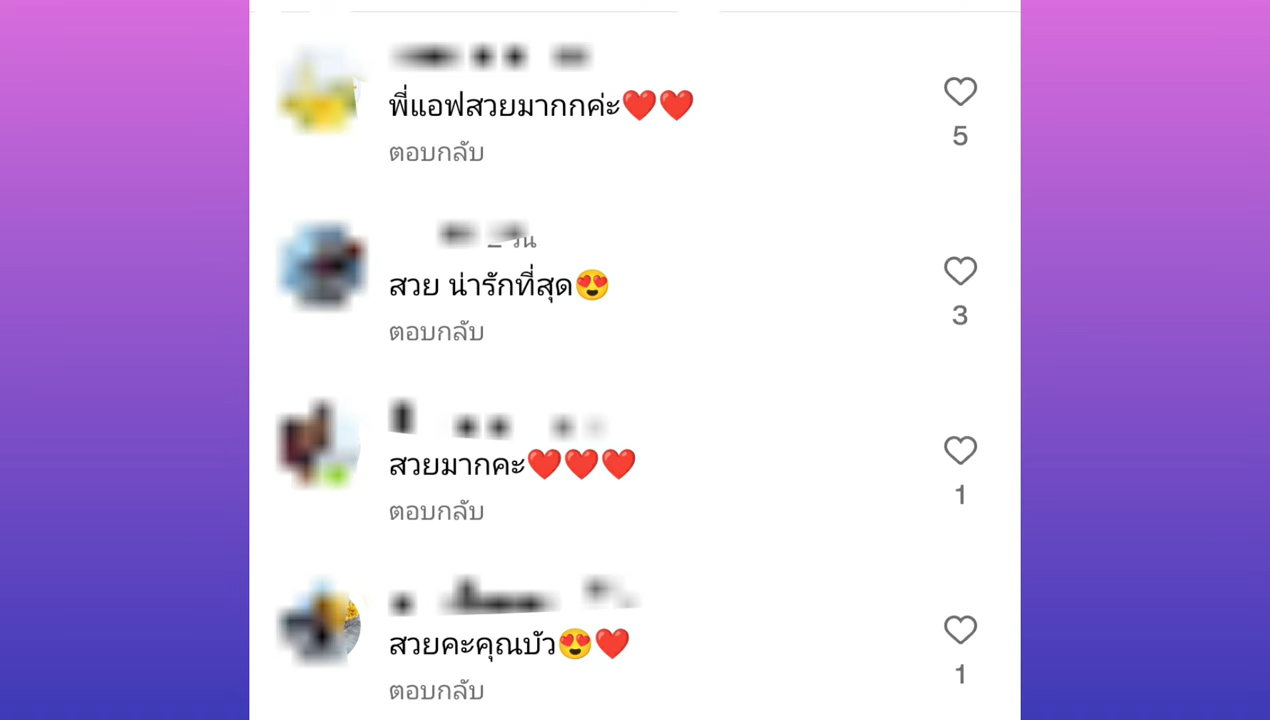 พี่แอฟสวยมากกค่ะ❤️❤️
5
ตอบกลับ
วัน
สวย น่ารักที่สุด😍
3
ตอบกลับ
สวยมากคะ❤️❤️❤️
1
ตอบกลับ
สวยคะคุณบัว😍❤️
1
ตอบกลับ